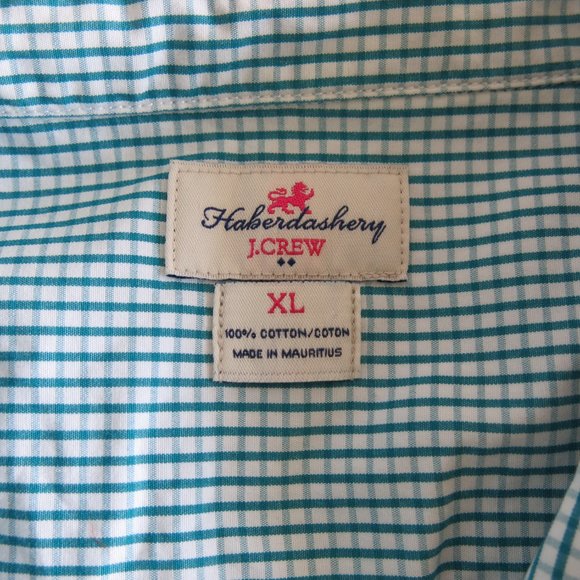 Haberdashery
J.CREW
XL
100% COTTON/COTON
MADE IN MAURITIUS